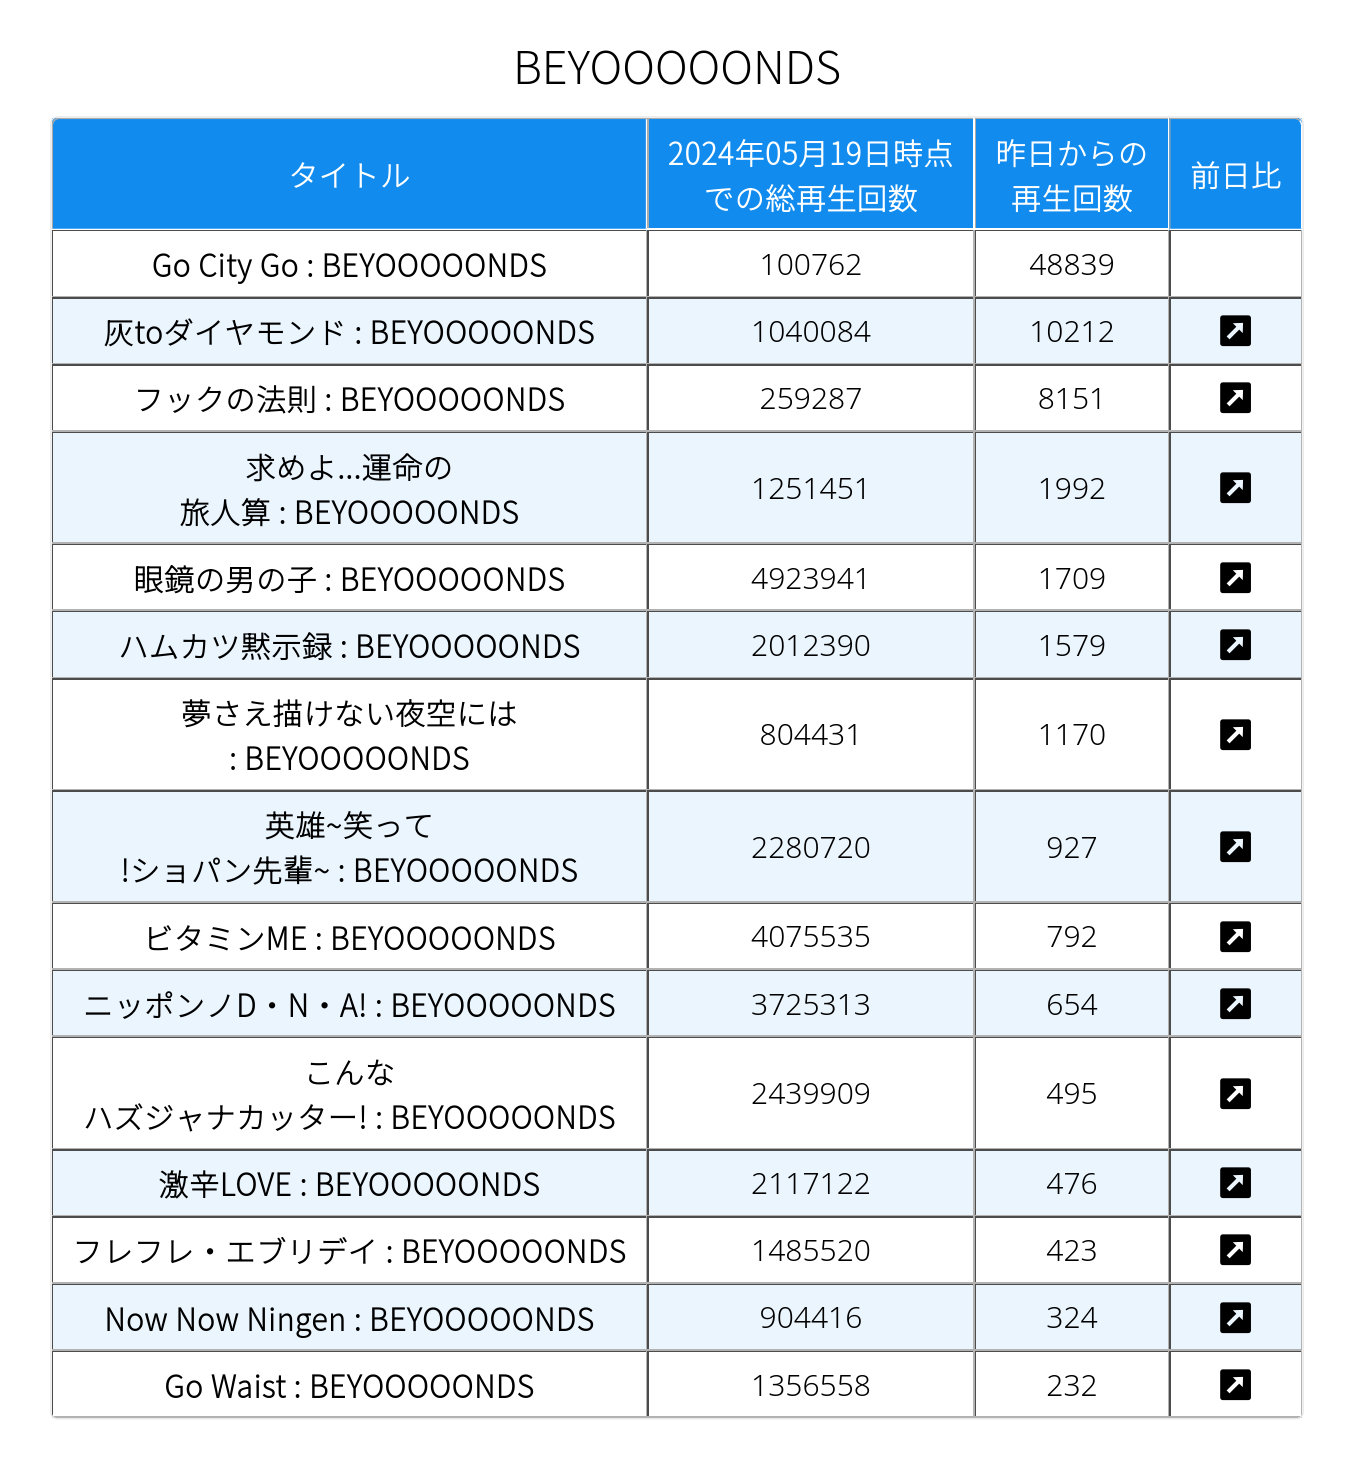 BEYOOOOONDS
タイトル
2024年05月19日時点
での総再生回数
昨日からの
再生回数
前日比
Go City Go : BEYOOOOONDS
100762
48839
灰toダイヤモンド : BEYOOOOONDS
1040084
10212
フックの法則 : BEYOOOOONDS
259287
8151
求めよ...運命の
旅人算 : BEYOOOOONDS
1251451
1992
眼鏡の男の子 : BEYOOOOONDS
4923941
1709
ハムカツ黙示録 : BEYOOOOONDS
2012390
1579
夢さえ描けない夜空には
: BEYOOOOONDS
804431
1170
英雄~笑って
!ショパン先輩~ : BEYOOOOONDS
2280720
927
ビタミンME : BEYOOOOONDS
4075535
792
ニッポンノD・N・A! : BEYOOOOONDS
3725313
654
こんな
ハズジャナカッター! : BEYOOOOONDS
2439909
495
激辛LOVE : BEYOOOOONDS
2117122
476
フレフレ・エブリデイ : BEYOOOOONDS
1485520
423
Now Now Ningen : BEYOOOOONDS
904416
324
Go Waist : BEYOOOOONDS
1356558
232